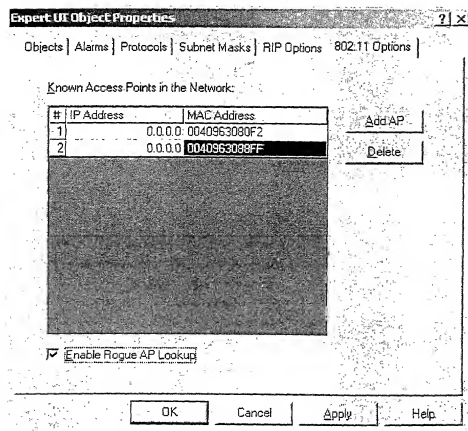 Expert UI Object Properties ? ×
Objects Alarms Protocols Subnet Masks RIP Options 802.11 Options
Known Access Points in the Network:
# IP Address MAC Address
1 0.0.0.0 0040963080F2
2 0.0.0.0 0040963088FF
Add AP
Delete
Enable Rogue AP Lookup
OK Cancel Apply Help